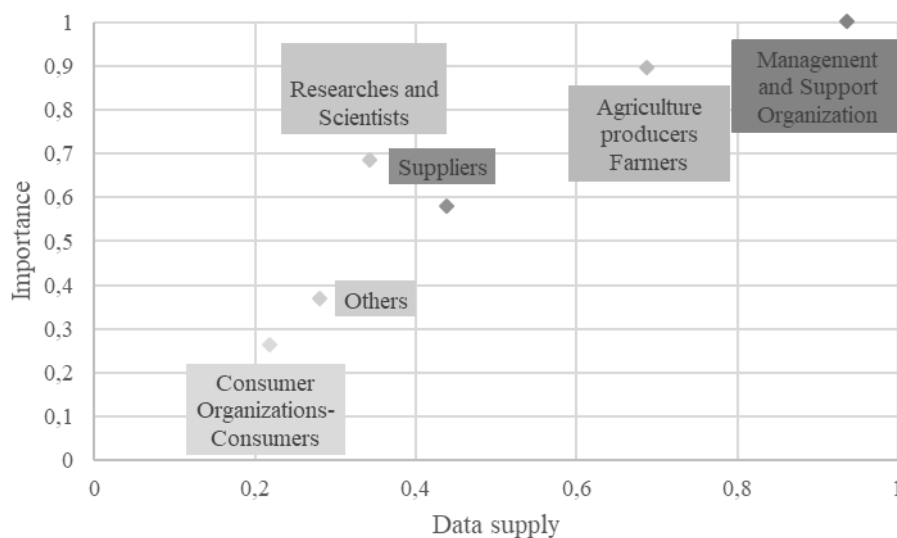 1
0,9
0,8
0,7
0,6
0,5
0,4
0,3
0,2
0,1
0
Importance
Researches and
Scientists
Suppliers
Others
Consumer
Organizations-
Consumers
Agriculture
producers
Farmers
Management
and Support
Organization
0
0,2
0,4
0,6
0,8
1
Data supply